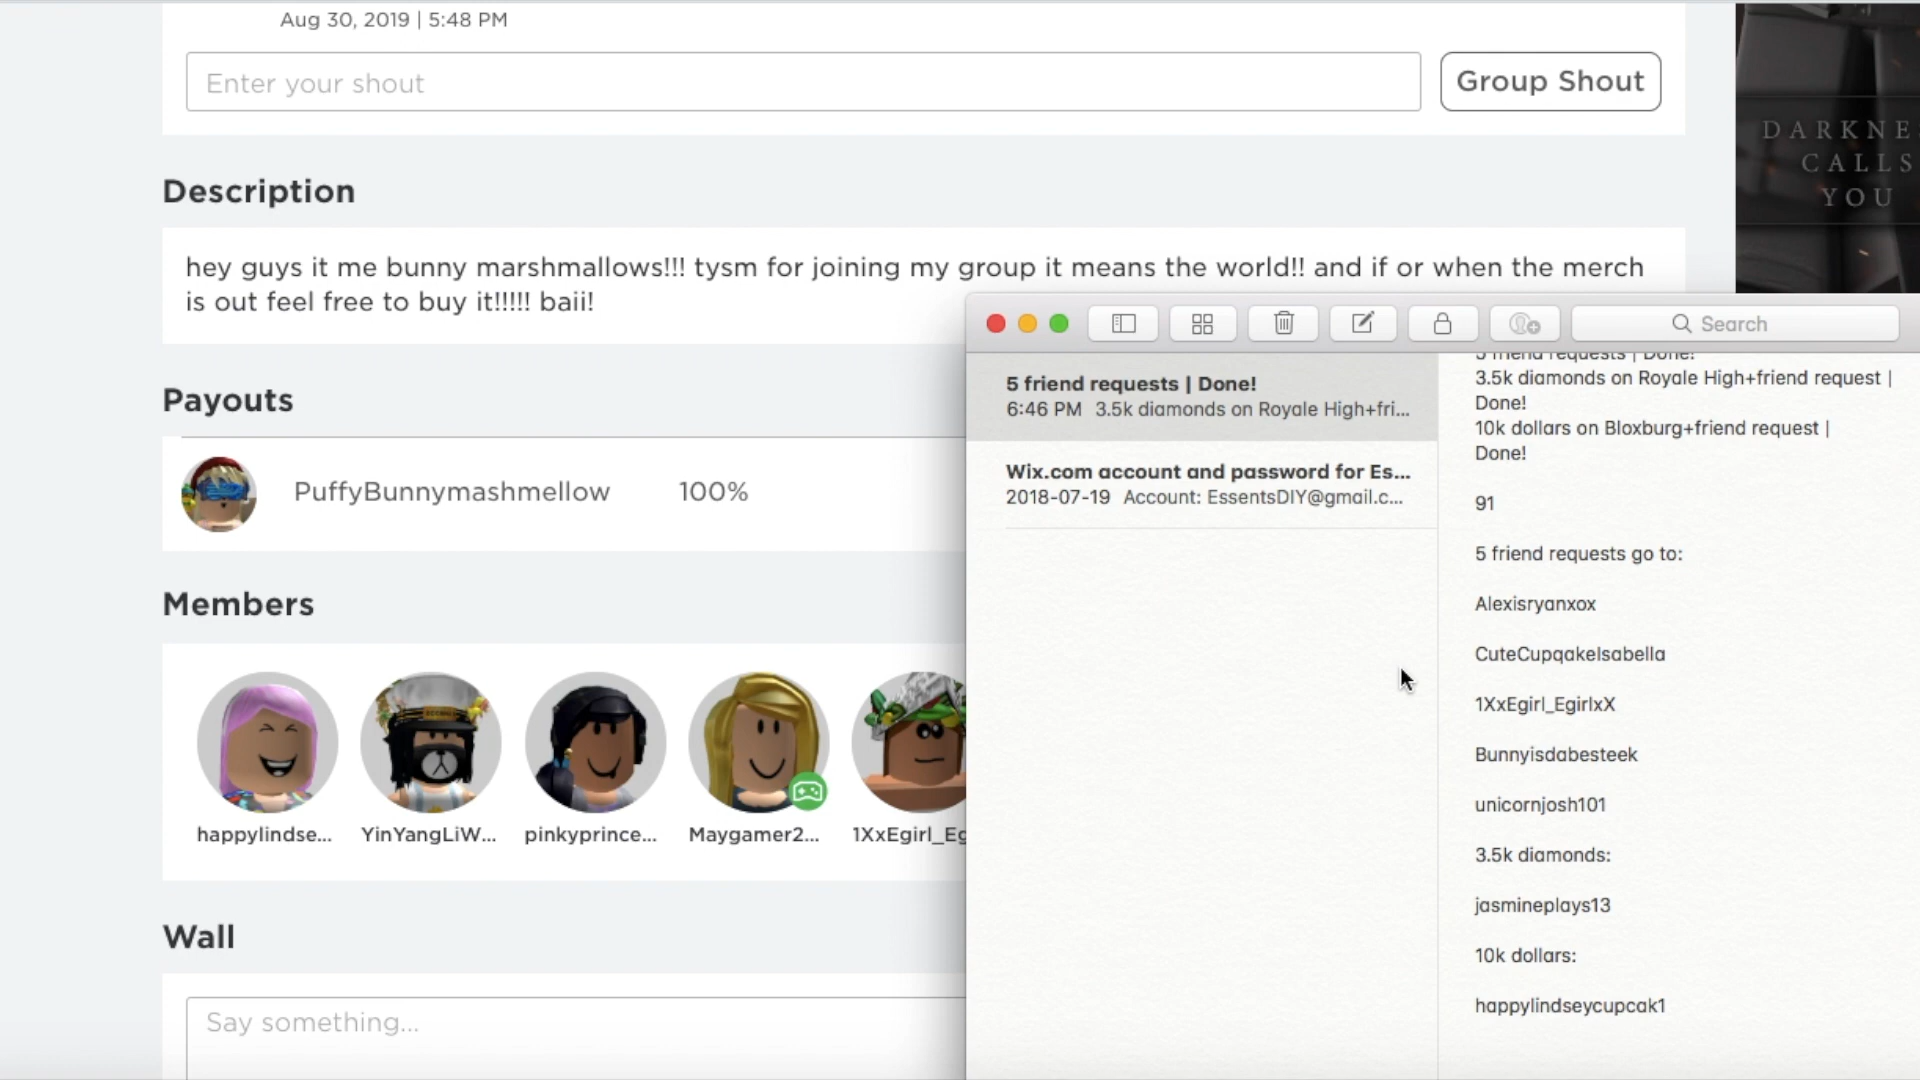 Aug 30, 2019 | 5:48 PM
Enter your shout
Group Shout
Description
hey guys it me bunny marshmallows!!! tysm for joining my group it means the world!! and if or when the merch
is out feel free to buy it!!!!! baii!
Payouts
PuffyBunnymashmellow 100%
Members
happylindse...
YinYangLiW...
pinkyprince...
Maygamer2...
1XxEgirl_Eg
Wall
Say something...
DARKNE
CALLS
YOU
Search
5 friend requests | Done!
6:46 PM 3.5k diamonds on Royale High+fri...
Wix.com account and password for Es...
2018-07-19 Account: EssentsDIY@gmail.c...
5 friend requests | Done!
3.5k diamonds on Royale High+friend request |
Done!
10k dollars on Bloxburg+friend request |
Done!
91
5 friend requests go to:
Alexisryanxox
CuteCupqakeIsabella
1XxEgirl_EgirlxX
Bunnyisdabesteek
unicornjosh101
3.5k diamonds:
jasmineplays13
10k dollars:
happylindseycupcak1